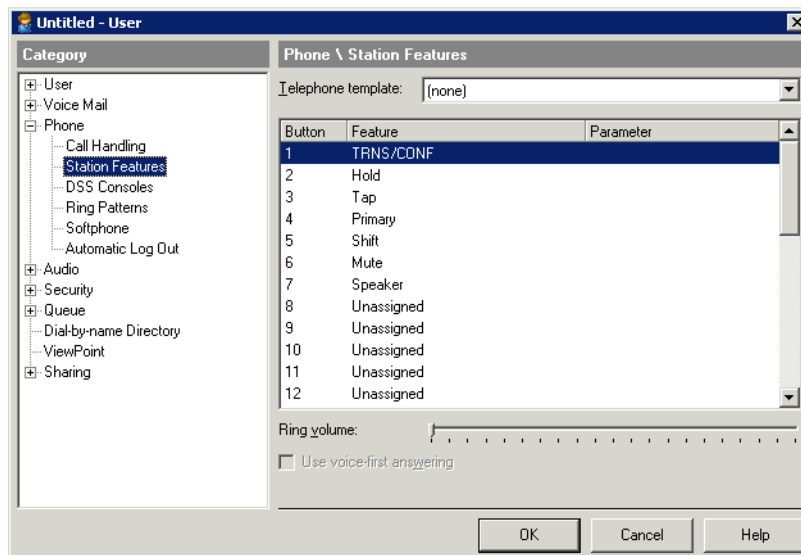 Untitled - User
Category
User
Voice Mail
Phone
Call Handling
Station Features
DSS Consoles
Ring Patterns
Softphone
Automatic Log Out
Audio
Security
Queue
Dial-by-name Directory
ViewPoint
Sharing
Phone \ Station Features
Telephone template: (none)
Button Feature Parameter
1 TRNS/CONF
2 Hold
3 Tap
4 Primary
5 Shift
6 Mute
7 Speaker
8 Unassigned
9 Unassigned
10 Unassigned
11 Unassigned
12 Unassigned
Ring volume:
Use voice-first answering
OK Cancel Help